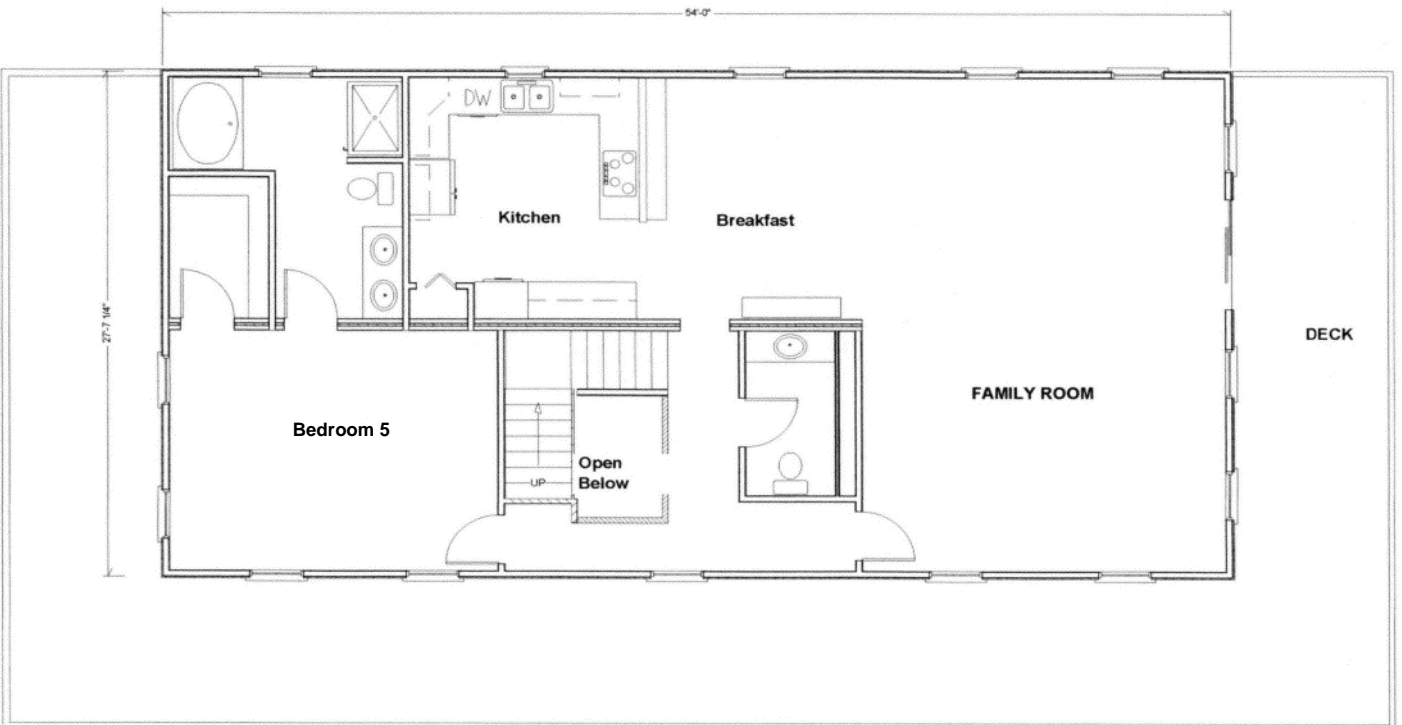 54'-0"
DW
Kitchen
Breakfast
27'-7 1/4"
DECK
FAMILY ROOM
Bedroom 5
Open
Below
UP